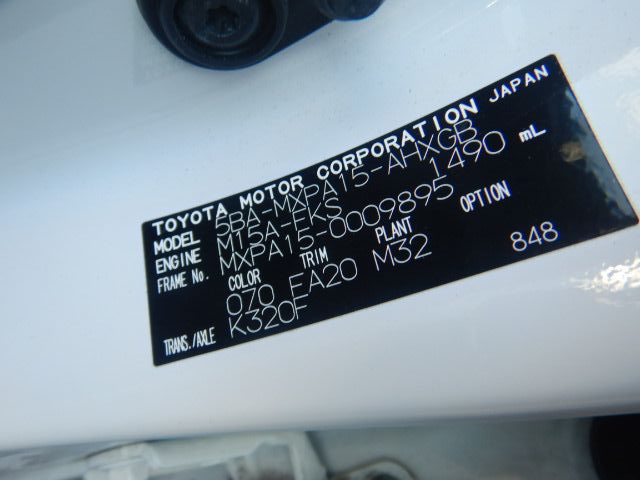 TOYOTA MOTOR CORPORATION JAPAN
MODEL 5BA-MXPA15-AHXGB
ENGINE M15A-FKS 1490 mL
FRAME No. MXPA15-0009895
COLOR TRIM PLANT OPTION
070 FA20 M32 848
TRANS./AXLE K320F